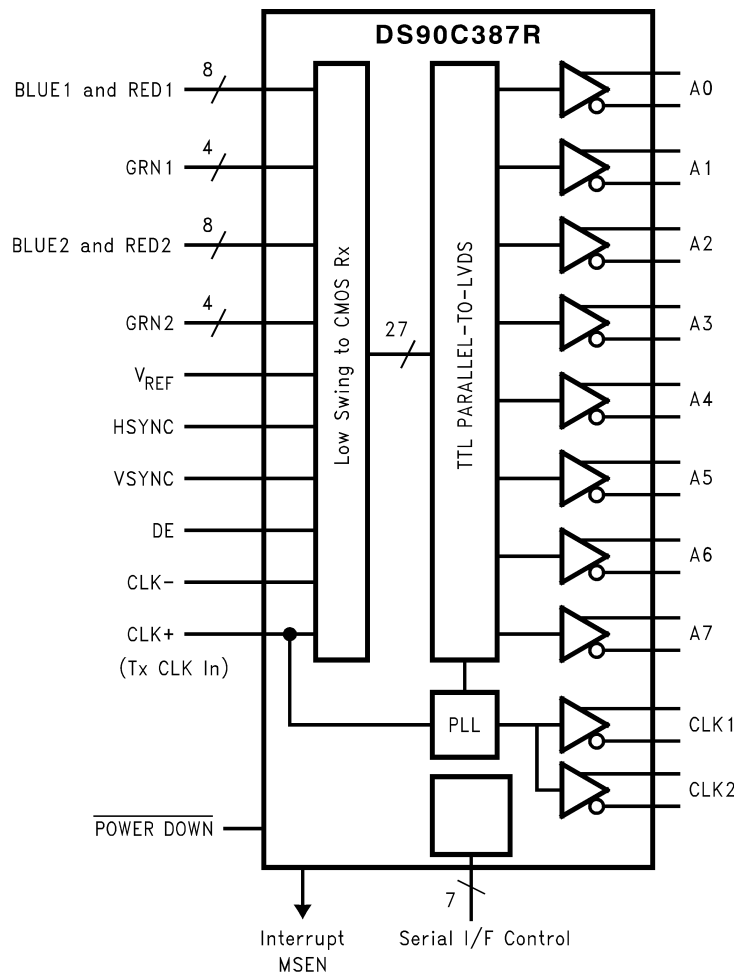 DS90C387R
BLUE1 and RED1
8
A0
GRN1
4
A1
BLUE2 and RED2
8
A2
GRN2
4
A3
Low Swing to CMOS Rx
27
TTL PARALLEL-TO-LVDS
VREF
A4
HSYNC
VSYNC
A5
DE
A6
CLK-
CLK+
(Tx CLK In)
A7
PLL
CLK1
CLK2
POWER DOWN
7
Interrupt
MSEN
Serial I/F Control